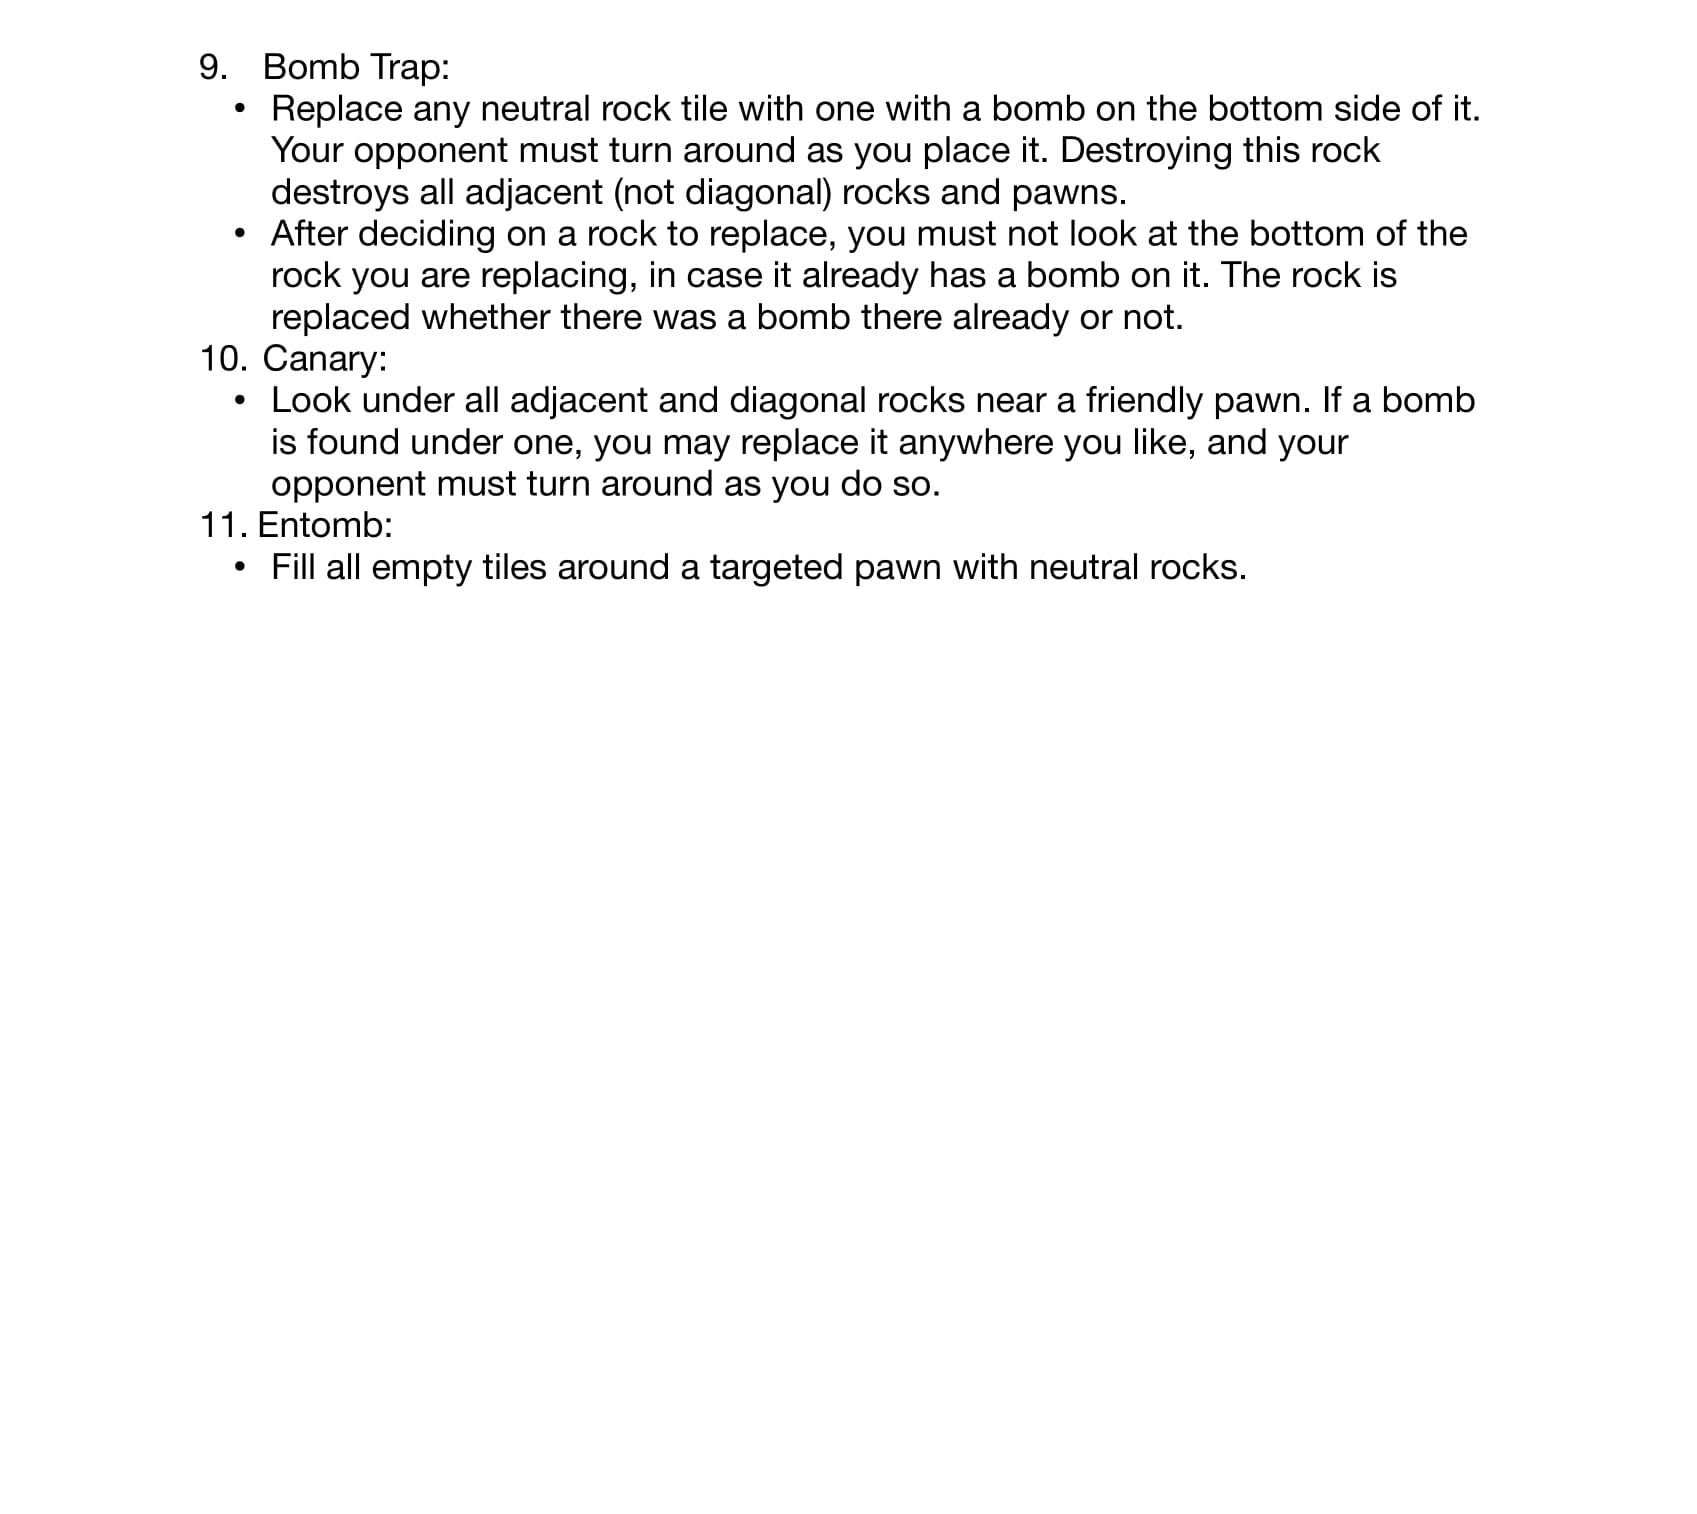 9. Bomb Trap:
• Replace any neutral rock tile with one with a bomb on the bottom side of it.
Your opponent must turn around as you place it. Destroying this rock
destroys all adjacent (not diagonal) rocks and pawns.
• After deciding on a rock to replace, you must not look at the bottom of the
rock you are replacing, in case it already has a bomb on it. The rock is
replaced whether there was a bomb there already or not.
10. Canary:
• Look under all adjacent and diagonal rocks near a friendly pawn. If a bomb
is found under one, you may replace it anywhere you like, and your
opponent must turn around as you do so.
11. Entomb:
• Fill all empty tiles around a targeted pawn with neutral rocks.